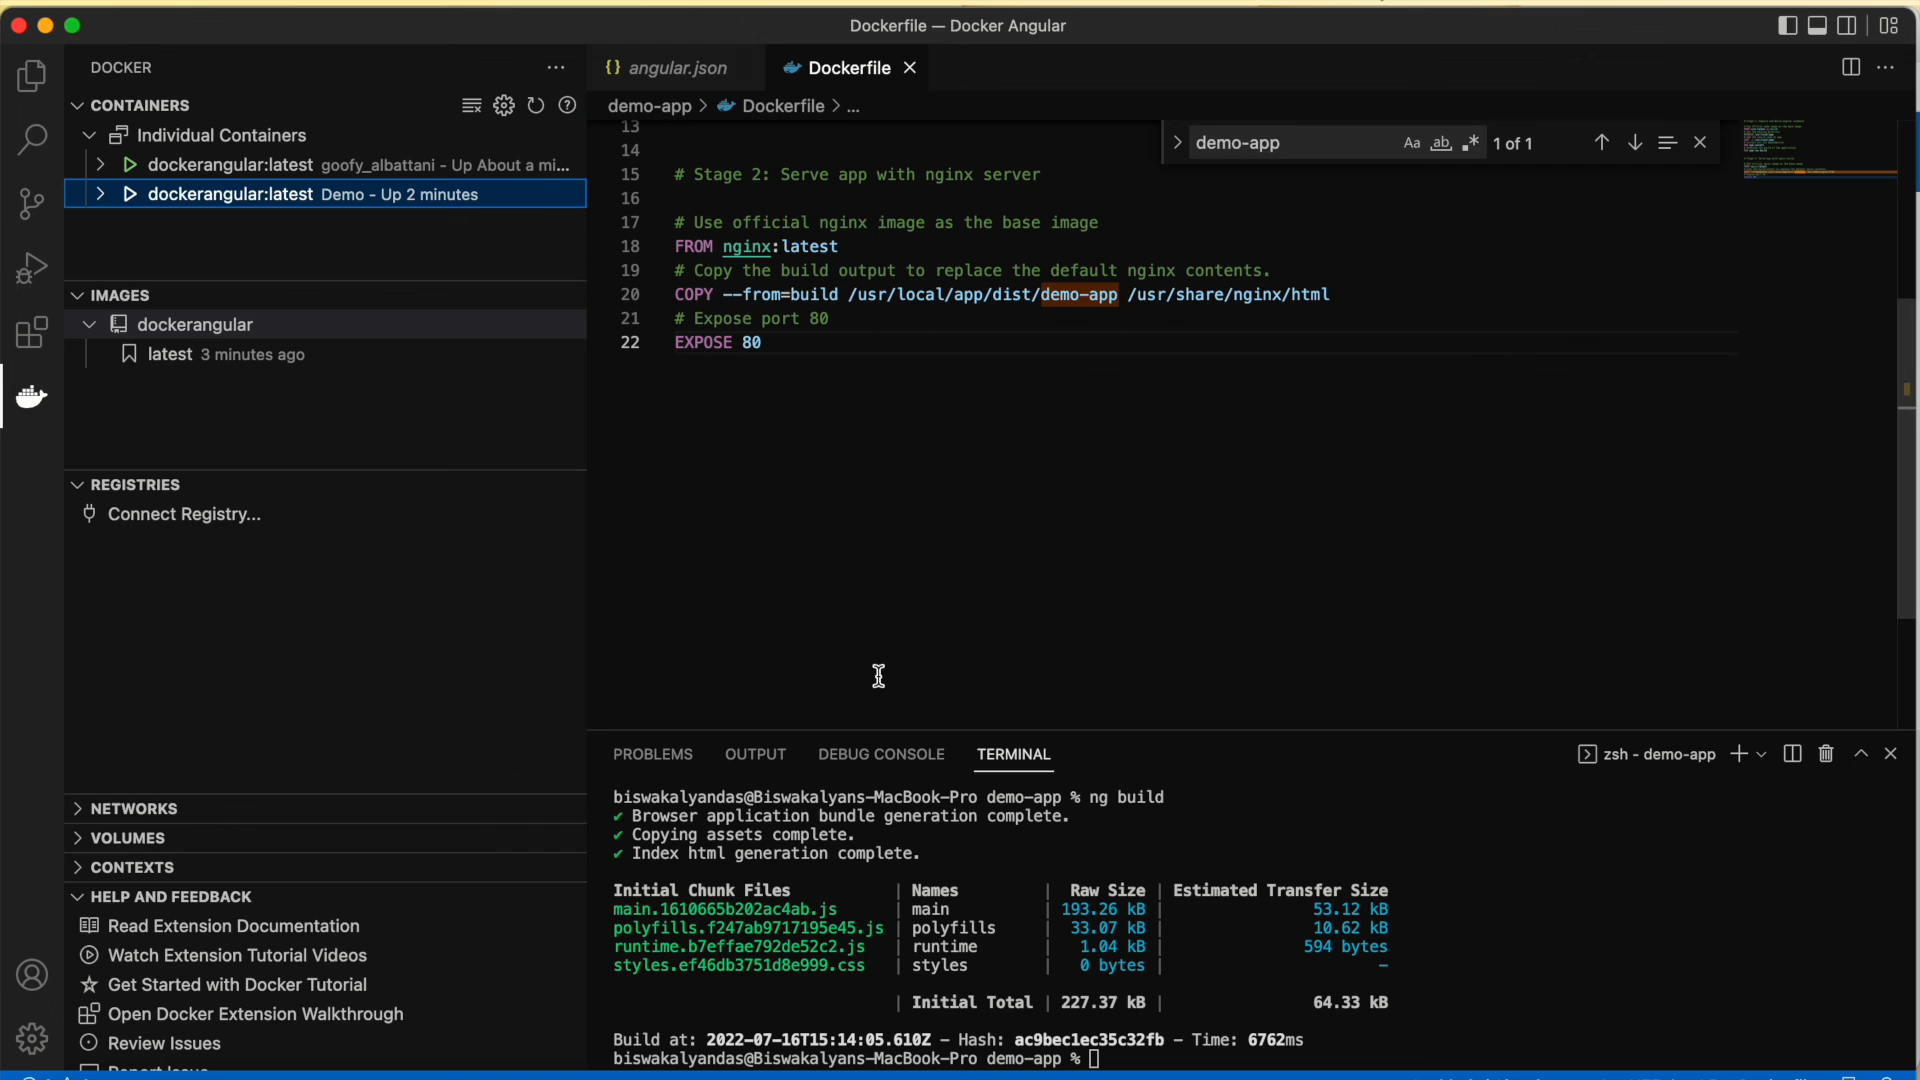 Dockerfile — Docker Angular
DOCKER
CONTAINERS
Individual Containers
dockerangular:latest goofy_albattani - Up About a mi...
dockerangular:latest Demo - Up 2 minutes
IMAGES
dockerangular
latest 3 minutes ago
REGISTRIES
Connect Registry...
NETWORKS
VOLUMES
CONTEXTS
HELP AND FEEDBACK
Read Extension Documentation
Watch Extension Tutorial Videos
Get Started with Docker Tutorial
Open Docker Extension Walkthrough
Review Issues
{} angular.json
Dockerfile
demo-app > Dockerfile > ...
demo-app Aa ab 1 of 1
13
14
15 # Stage 2: Serve app with nginx server
16
17 # Use official nginx image as the base image
18 FROM nginx:latest
19 # Copy the build output to replace the default nginx contents.
20 COPY --from=build /usr/local/app/dist/demo-app /usr/share/nginx/html
21 # Expose port 80
22 EXPOSE 80
PROBLEMS OUTPUT DEBUG CONSOLE TERMINAL
zsh - demo-app
biswakalyandas@Biswakalyans-MacBook-Pro demo-app % ng build
✔ Browser application bundle generation complete.
✔ Copying assets complete.
✔ Index html generation complete.
Initial Chunk Files | Names | Raw Size | Estimated Transfer Size
main.1610665b202ac4ab.js | main | 193.26 kB | 53.12 kB
polyfills.f247ab9717195e45.js | polyfills | 33.07 kB | 10.62 kB
runtime.b7effae792de52c2.js | runtime | 1.04 kB | 594 bytes
styles.ef46db3751d8e999.css | styles | 0 bytes | -
| Initial Total | 227.37 kB | 64.33 kB
Build at: 2022-07-16T15:14:05.610Z - Hash: ac9bec1ec35c32fb - Time: 6762ms
biswakalyandas@Biswakalyans-MacBook-Pro demo-app %